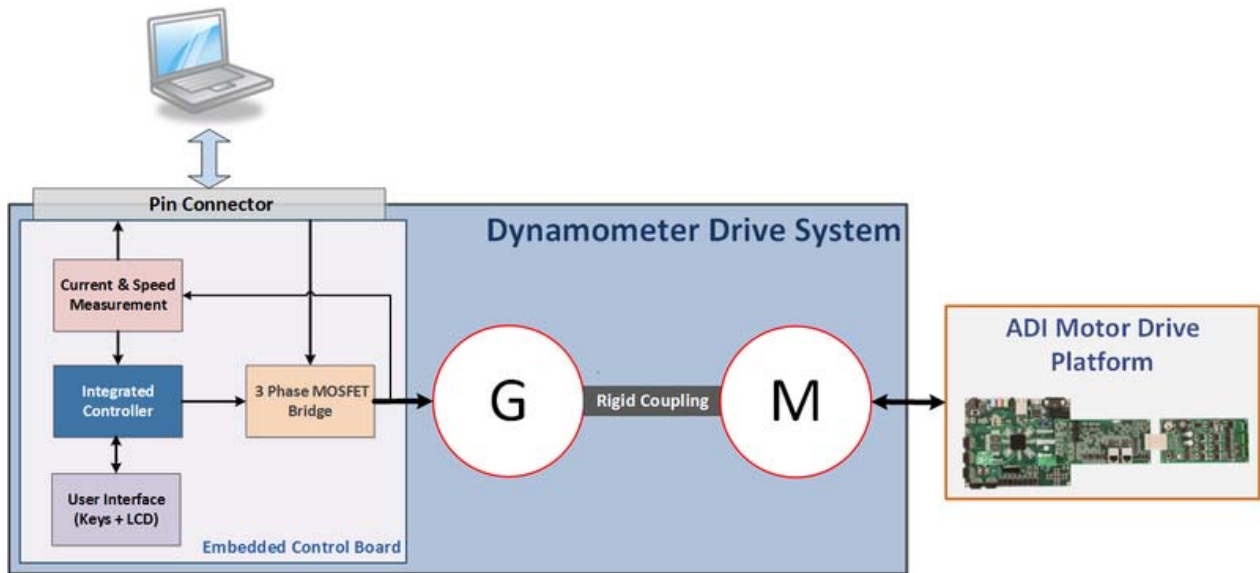 Pin Connector
Dynamometer Drive System
Current & Speed
Measurement
Integrated
Controller
3 Phase MOSFET
Bridge
User Interface
(Keys + LCD)
Embedded Control Board
G
Rigid Coupling
M
ADI Motor Drive
Platform